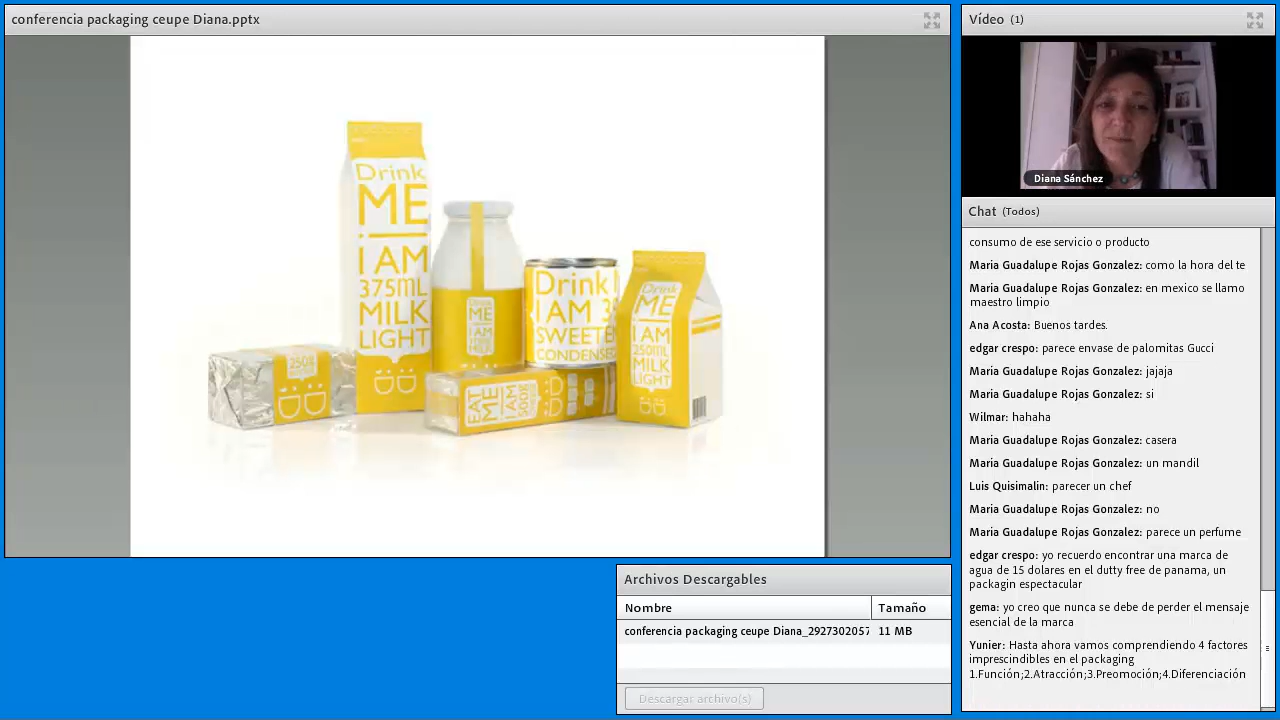 conferencia packaging ceupe Diana.pptx
Drink
ME
I AM
375ML
MILK
LIGHT
ME
I AM
Drink
I AM 3
SWEETE
CONDENSE
Drink
ME
I AM
250ML
MILK
LIGHT
EAT
ME
I AM
500%
Vídeo (1)
Diana Sánchez
Chat (Todos)
consumo de ese servicio o producto
Maria Guadalupe Rojas Gonzalez: como la hora del te
Maria Guadalupe Rojas Gonzalez: en mexico se llamo
maestro limpio
Ana Acosta: Buenos tardes.
edgar crespo: parece envase de palomitas Gucci
Maria Guadalupe Rojas Gonzalez: jajaja
Maria Guadalupe Rojas Gonzalez: si
Wilmar: hahaha
Maria Guadalupe Rojas Gonzalez: casera
Maria Guadalupe Rojas Gonzalez: un mandil
Luis Quisimalin: parecer un chef
Maria Guadalupe Rojas Gonzalez: no
Maria Guadalupe Rojas Gonzalez: parece un perfume
edgar crespo: yo recuerdo encontrar una marca de
agua de 15 dolares en el dutty free de panama, un
packagin espectacular
gema: yo creo que nunca se debe de perder el mensaje
esencial de la marca
Yunier: Hasta ahora vamos comprendiendo 4 factores
imprescindibles en el packaging
1.Función;2.Atracción;3.Preomoción;4.Diferenciación
Archivos Descargables
Nombre Tamaño
conferencia packaging ceupe Diana_2927302057 11 MB
Descargar archivo(s)